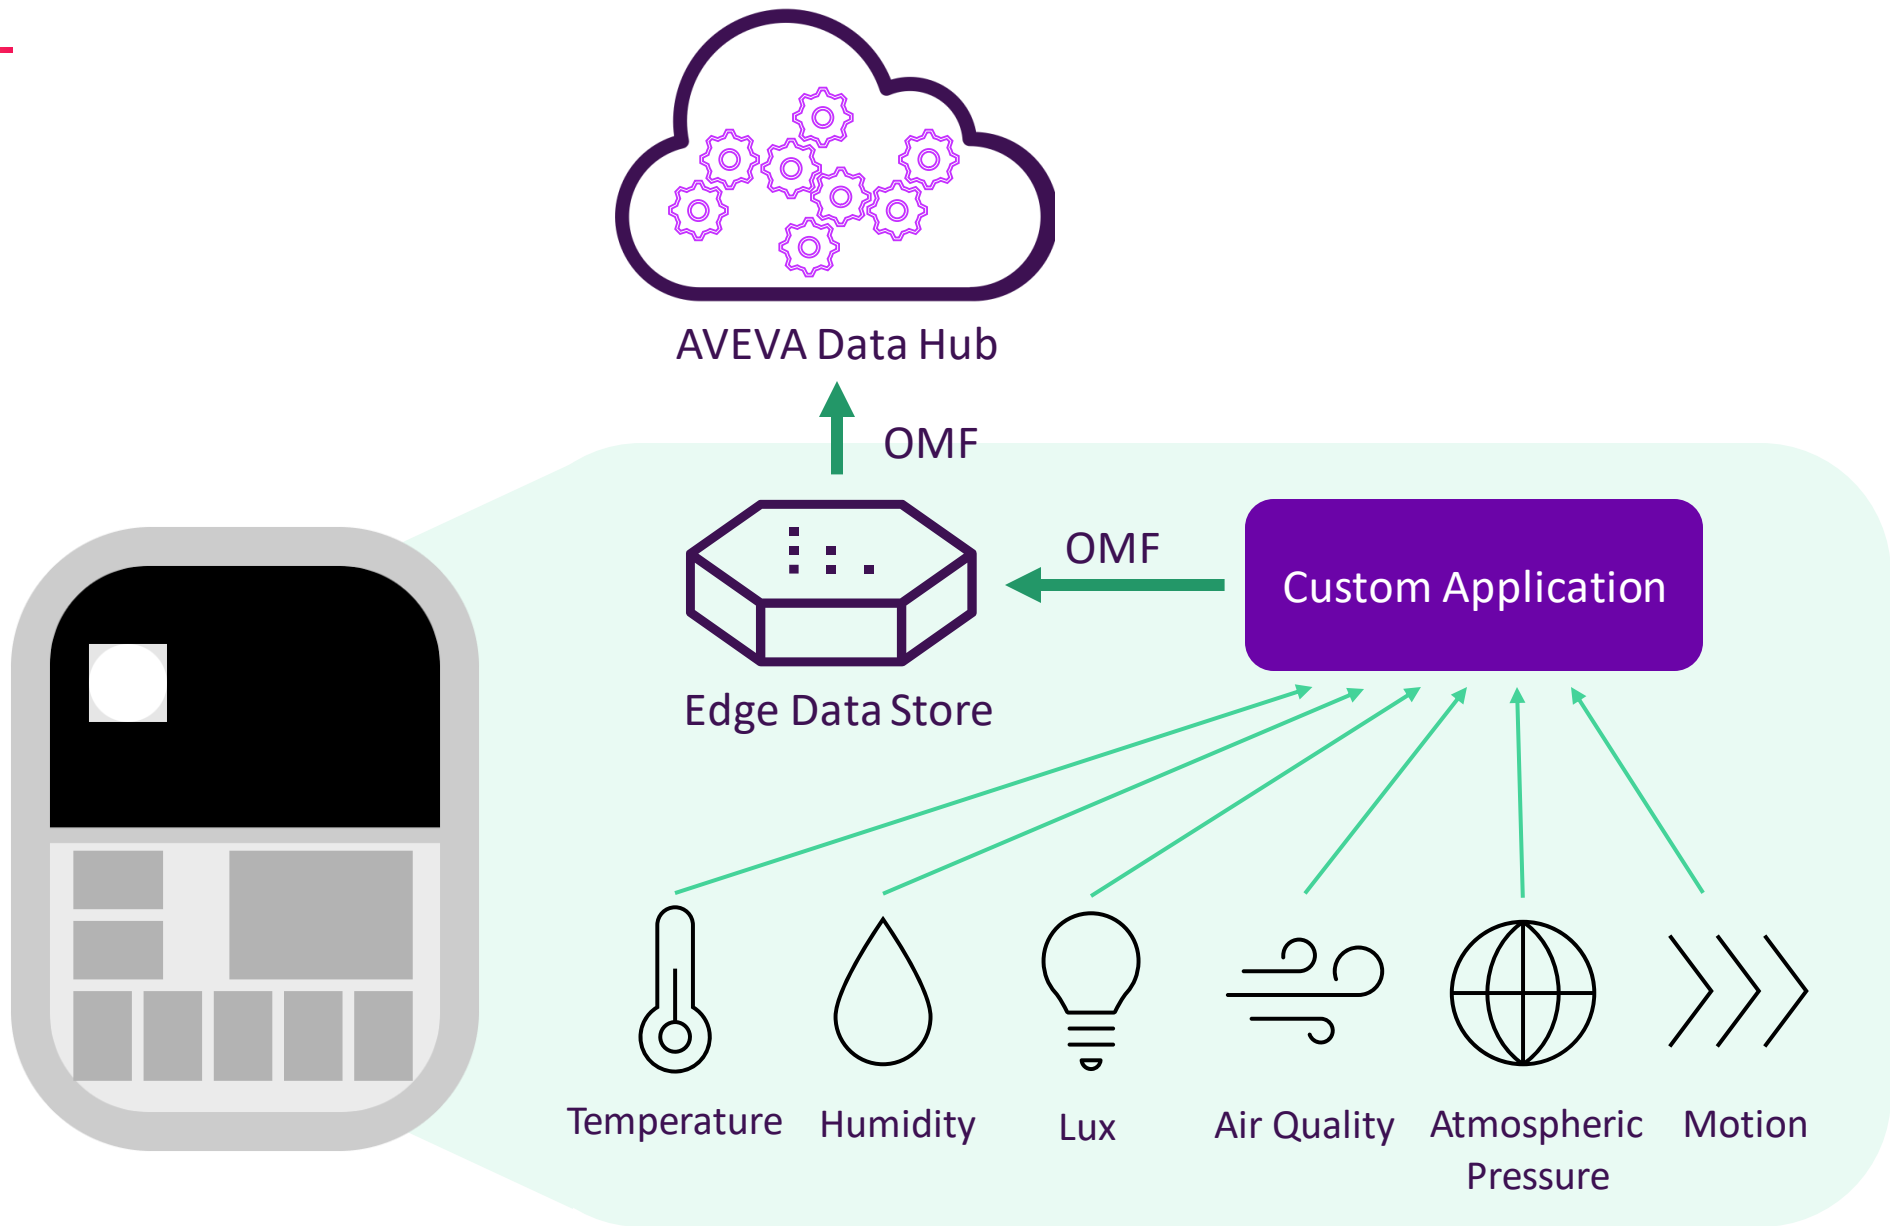 AVEVA Data Hub
OMF
OMF
Custom Application
Edge Data Store
Temperature
Humidity
Lux
Air Quality
Atmospheric
Pressure
Motion